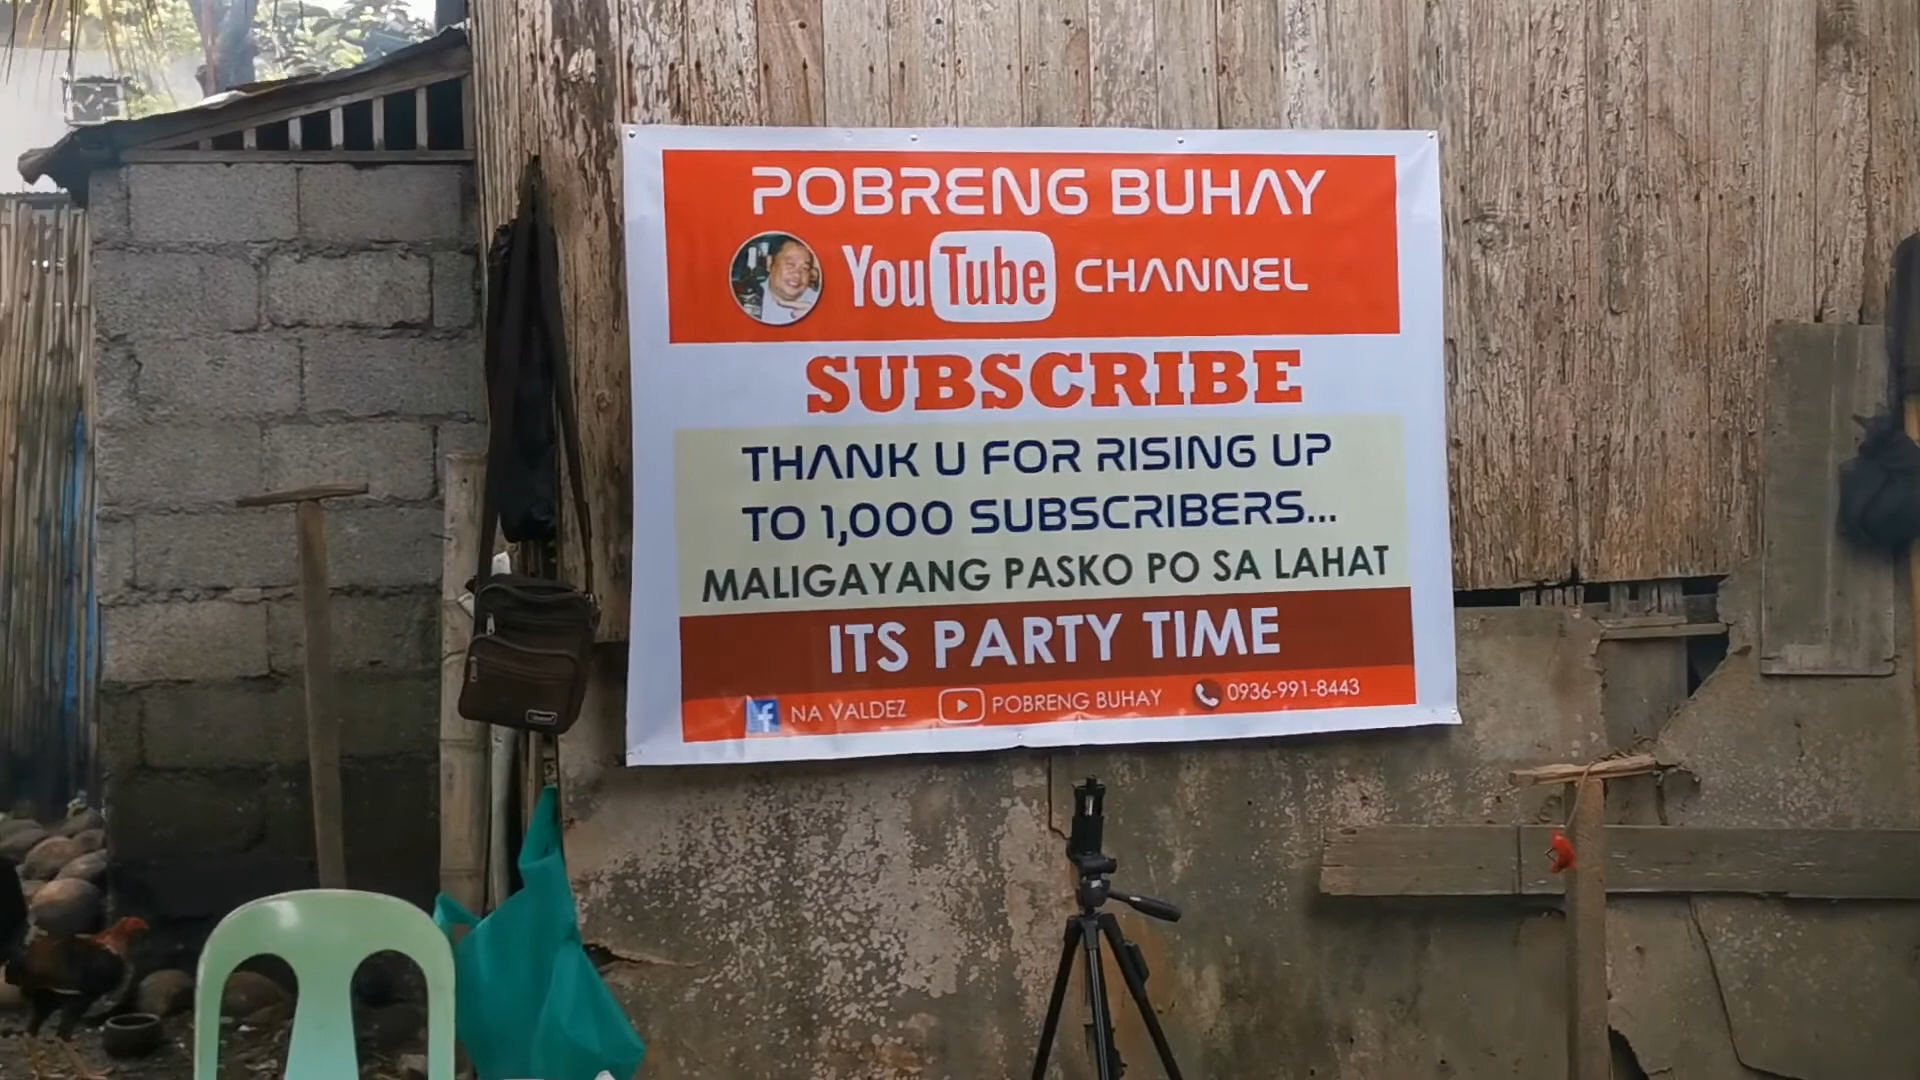 POBRENG BUHAY
YouTube CHANNEL
SUBSCRIBE
THANK U FOR RISING UP
TO 1,000 SUBSCRIBERS...
MALIGAYANG PASKO PO SA LAHAT
ITS PARTY TIME
f NA VALDEZ POBRENG BUHAY 0936-991-8443